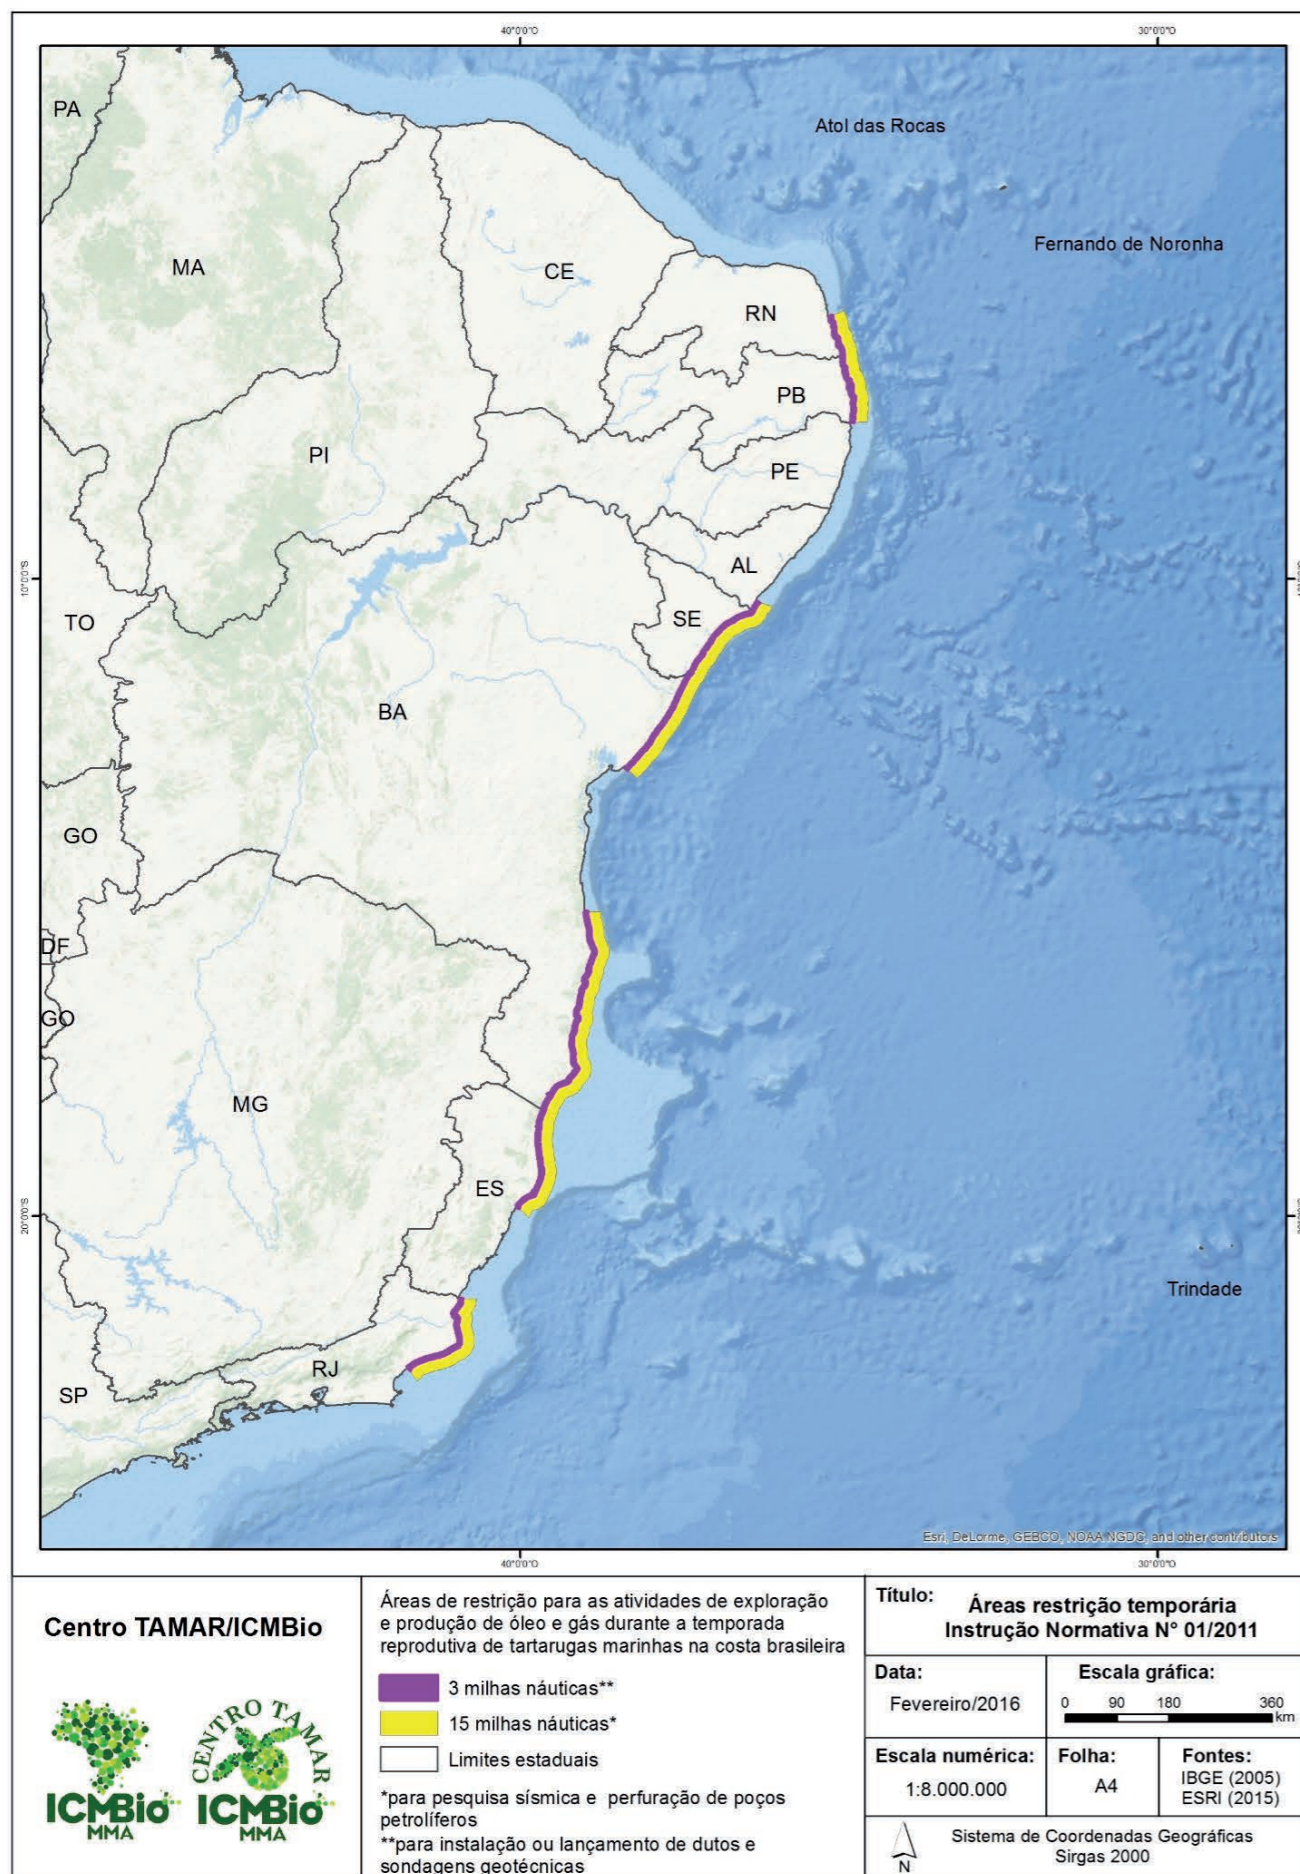 40°0'0"O
30°0'0"O
PA
Atol das Rocas
Fernando de Noronha
MA
CE
RN
PB
PI
PE
AL
10°0'0"S
TO
SE
BA
GO
DF
GO
MG
ES
20°0'0"S
Trindade
RJ
SP
Esri, DeLorme, GEBCO, NOAA NGDC, and other contributors
40°0'0"O
30°0'0"O
Centro TAMAR/ICMBio
ICMBio
MMA
CENTRO TAMAR
ICMBio
MMA
Áreas de restrição para as atividades de exploração
e produção de óleo e gás durante a temporada
reprodutiva de tartarugas marinhas na costa brasileira
3 milhas náuticas**
15 milhas náuticas*
Limites estaduais
*para pesquisa sísmica e perfuração de poços
petrolíferos
**para instalação ou lançamento de dutos e
sondagens geotécnicas
Título:
Áreas restrição temporária
Instrução Normativa N° 01/2011
Data:
Fevereiro/2016
Escala gráfica:
0 90 180 360
km
Escala numérica:
1:8.000.000
Folha:
A4
Fontes:
IBGE (2005)
ESRI (2015)
N
Sistema de Coordenadas Geográficas
Sirgas 2000